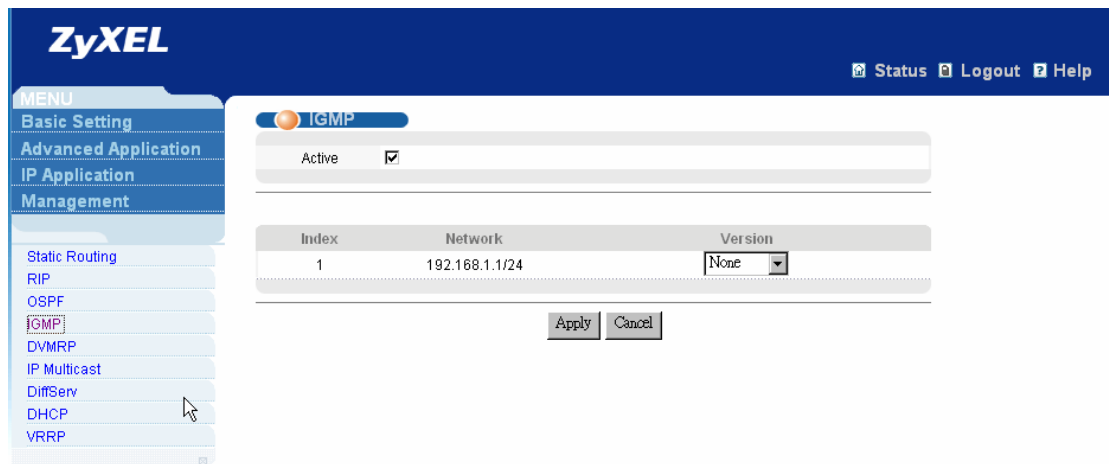 ZyXEL
Status Logout Help
MENU
Basic Setting
Advanced Application
IP Application
Management
Static Routing
RIP
OSPF
IGMP
DVMRP
IP Multicast
DiffServ
DHCP
VRRP
IGMP
Active
Index Network Version
1 192.168.1.1/24 None
Apply Cancel